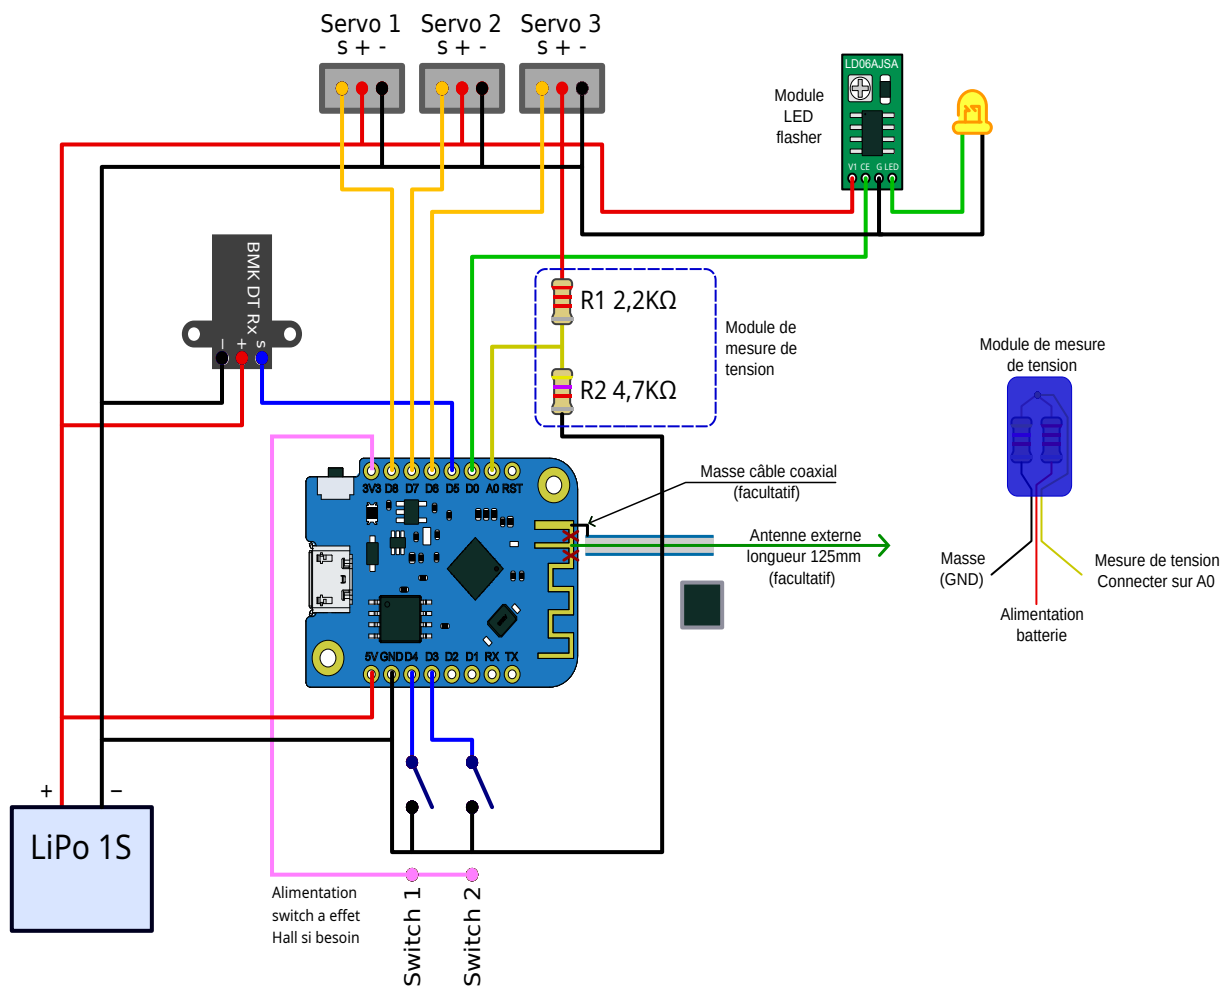 Servo 1
s + -
Servo 2
s + -
Servo 3
s + -
Module
LED
flasher
LD06AJSA
V1 CE G LED
BMK DT Rx
– + s
R1 2,2KΩ
R2 4,7KΩ
Module de
mesure de
tension
Module de mesure
de tension
Masse
(GND)
Mesure de tension
Connecter sur A0
Alimentation
batterie
3V3 D8 D7 D6 D5 D0 A0 RST
Masse câble coaxial
(facultatif)
Antenne externe
longueur 125mm
(facultatif)
5V GND D4 D3 D2 D1 RX TX
+ –
LiPo 1S
Alimentation
switch a effet
Hall si besoin
Switch 1
Switch 2